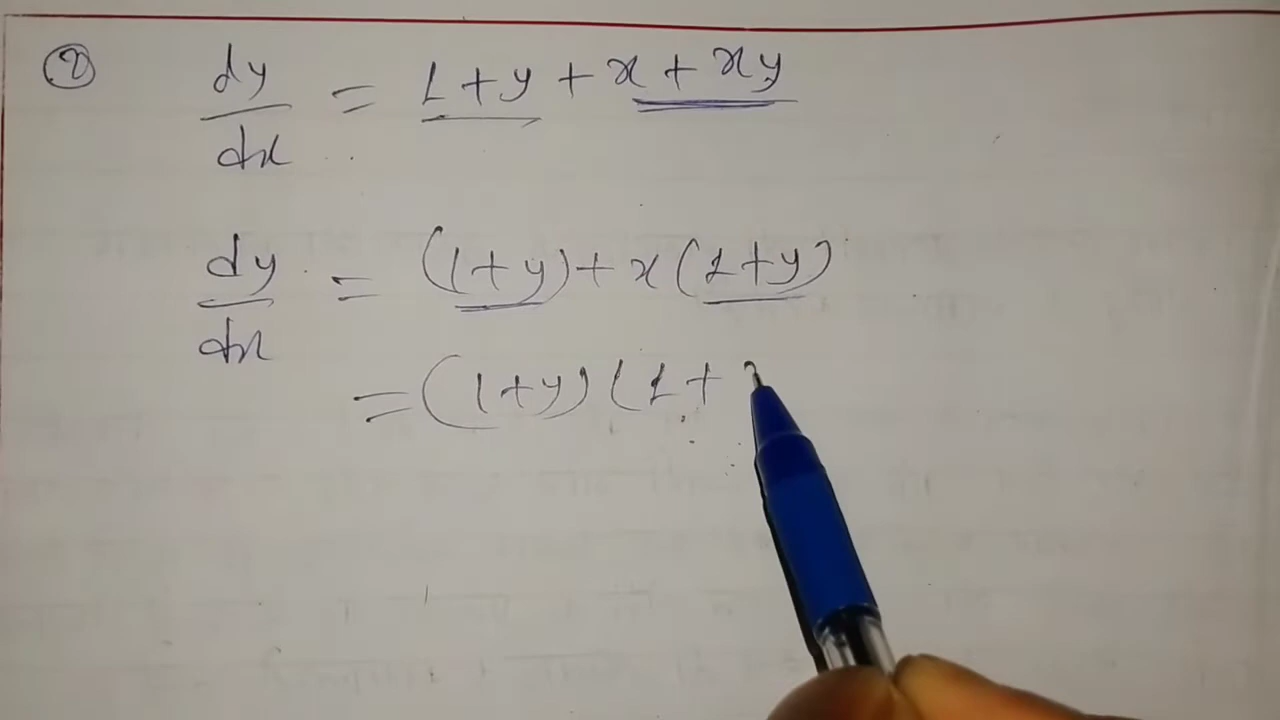 ② dy/dx = 1 + y + x + xy
dy/dx = (1 + y) + x (1 + y)
= (1 + y) (1 +